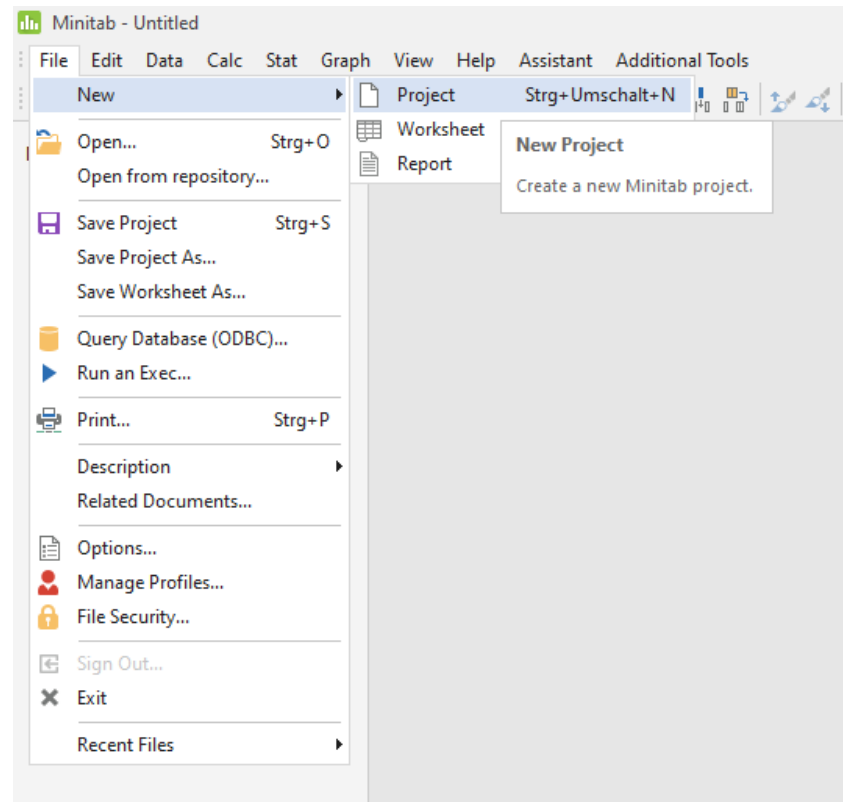 Minitab - Untitled
File Edit Data Calc Stat Graph View Help Assistant Additional Tools
New
Project Strg+Umschalt+N
Worksheet
Report
New Project
Create a new Minitab project.
Open... Strg+O
Open from repository...
Save Project Strg+S
Save Project As...
Save Worksheet As...
Query Database (ODBC)...
Run an Exec...
Print... Strg+P
Description
Related Documents...
Options...
Manage Profiles...
File Security...
Sign Out...
Exit
Recent Files